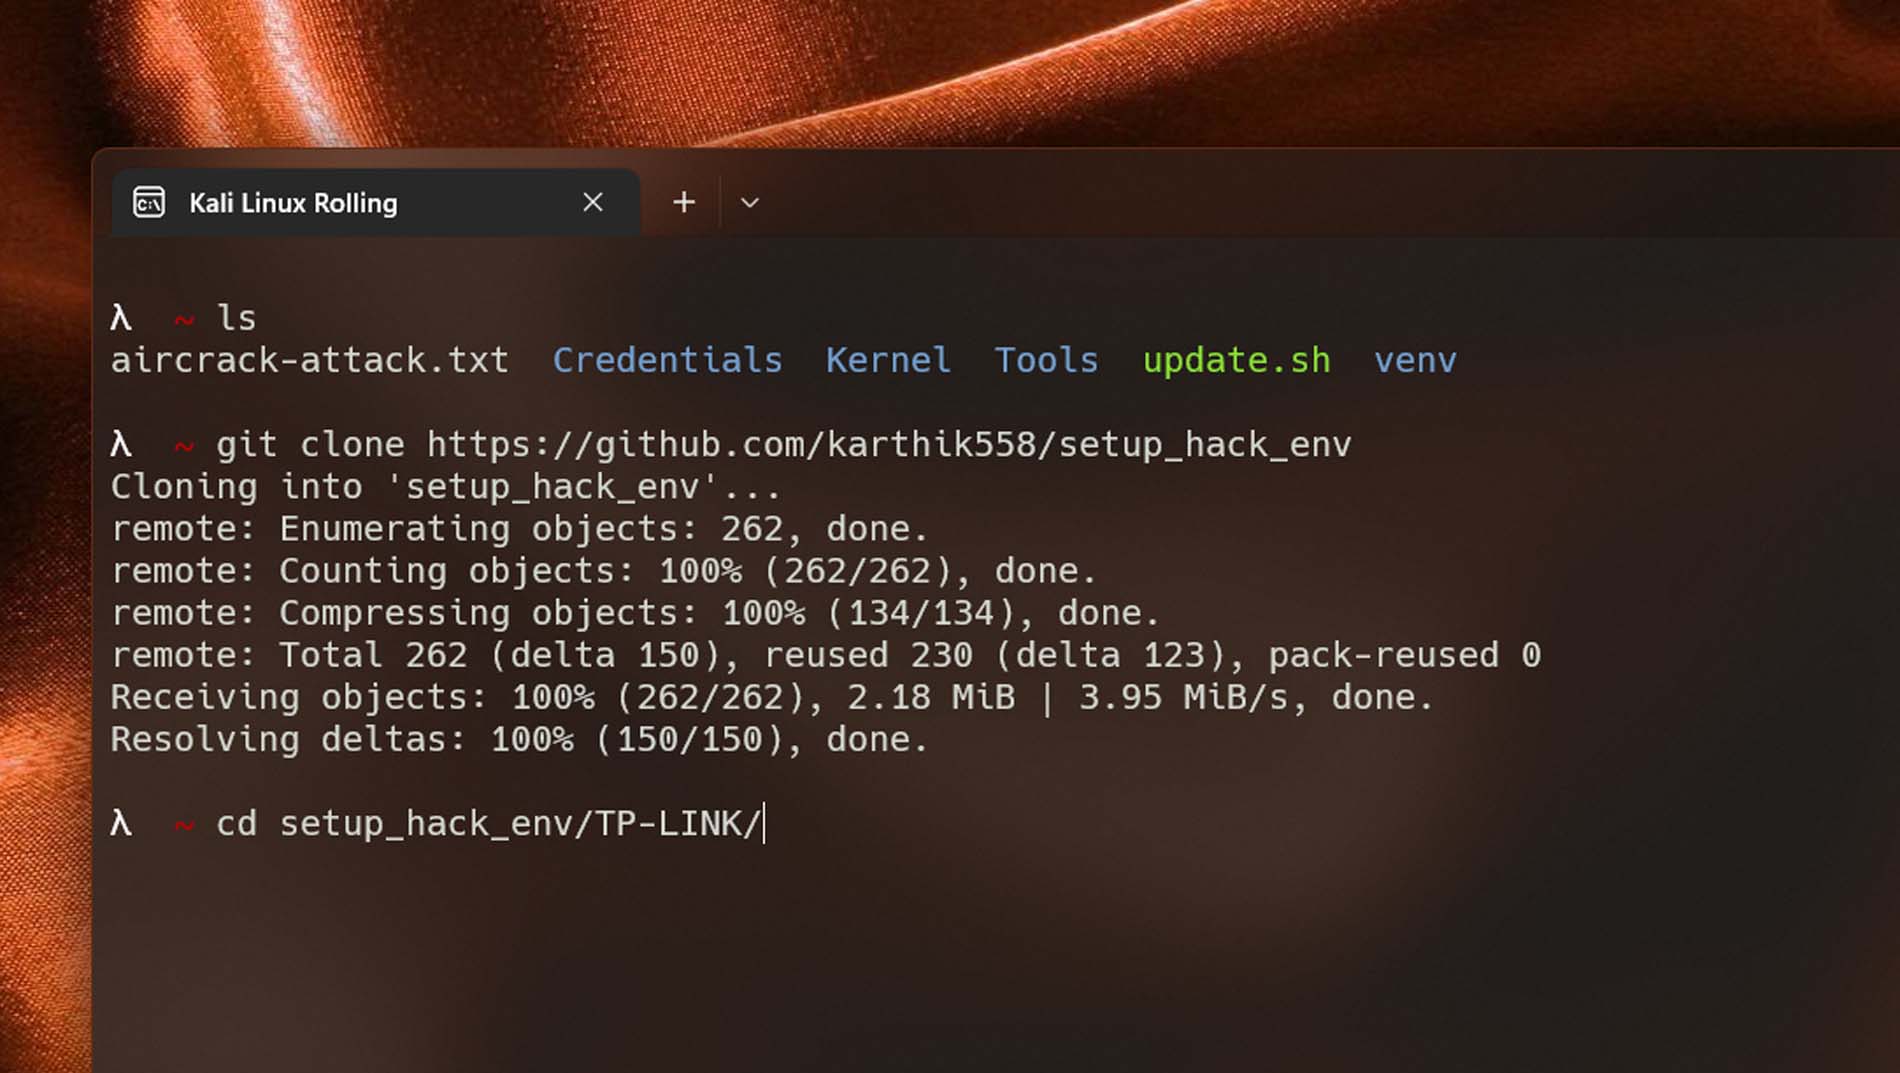 Kali Linux Rolling
λ ~ ls
aircrack-attack.txt Credentials Kernel Tools update.sh venv
λ ~ git clone https://github.com/karthik558/setup_hack_env
Cloning into 'setup_hack_env'...
remote: Enumerating objects: 262, done.
remote: Counting objects: 100% (262/262), done.
remote: Compressing objects: 100% (134/134), done.
remote: Total 262 (delta 150), reused 230 (delta 123), pack-reused 0
Receiving objects: 100% (262/262), 2.18 MiB | 3.95 MiB/s, done.
Resolving deltas: 100% (150/150), done.
λ ~ cd setup_hack_env/TP-LINK/